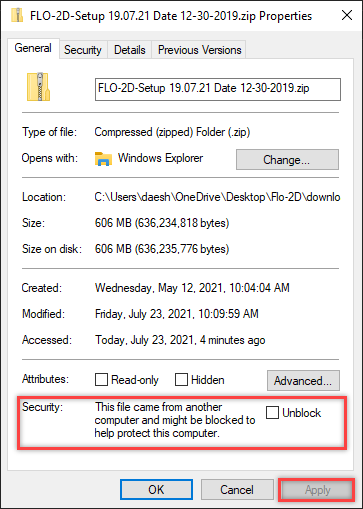 FLO-2D-Setup 19.07.21 Date 12-30-2019.zip Properties
General Security Details Previous Versions
FLO-2D-Setup 19.07.21 Date 12-30-2019.zip
Type of file: Compressed (zipped) Folder (.zip)
Opens with: Windows Explorer Change...
Location: C:\Users\daesh\OneDrive\Desktop\Flo-2D\downlo
Size: 606 MB (636,234,818 bytes)
Size on disk: 606 MB (636,235,776 bytes)
Created: Wednesday, May 12, 2021, 10:04:04 AM
Modified: Friday, July 23, 2021, 10:09:59 AM
Accessed: Today, July 23, 2021, 4 minutes ago
Attributes: Read-only Hidden Advanced...
Security: This file came from another
computer and might be blocked to
help protect this computer.
Unblock
OK Cancel Apply